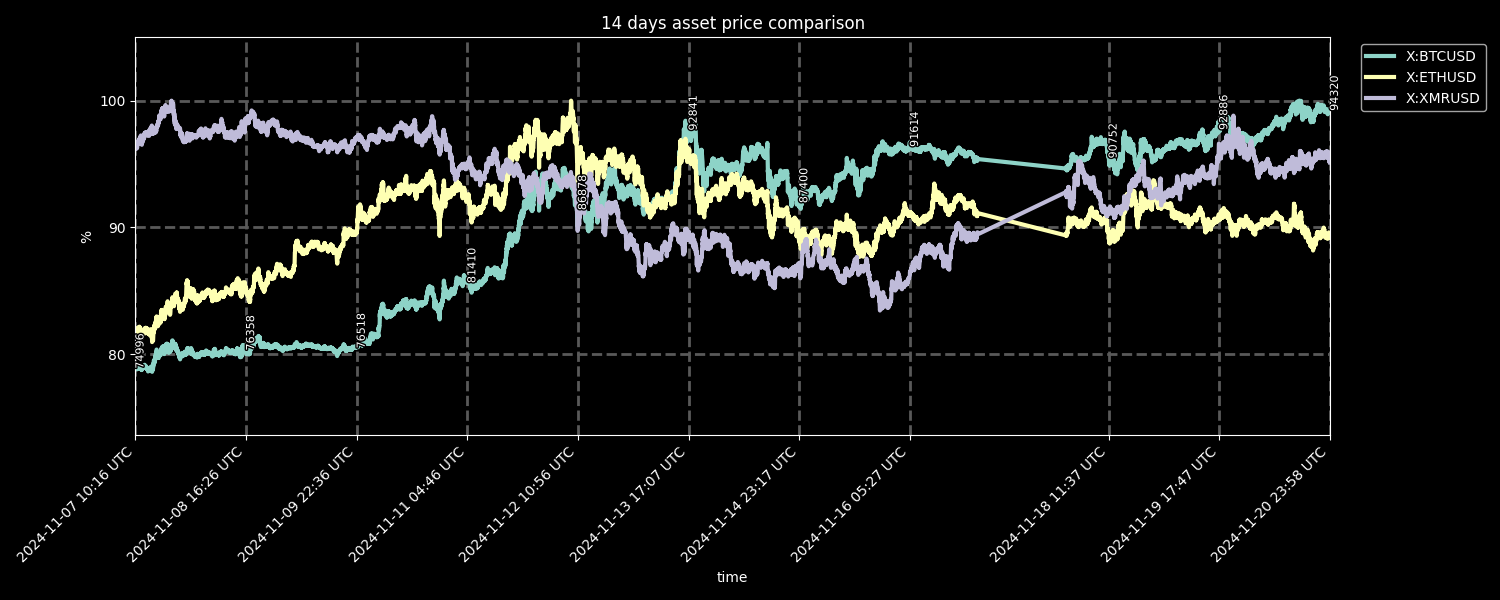 14 days asset price comparison
X:BTCUSD
X:ETHUSD
X:XMRUSD
100
90
80
%
74996
76358
76518
81410
86878
92841
87400
91614
90752
92886
94320
2024-11-07 10:16 UTC
2024-11-08 16:26 UTC
2024-11-09 22:36 UTC
2024-11-11 04:46 UTC
2024-11-12 10:56 UTC
2024-11-13 17:07 UTC
2024-11-14 23:17 UTC
2024-11-16 05:27 UTC
2024-11-18 11:37 UTC
2024-11-19 17:47 UTC
2024-11-20 23:58 UTC
time